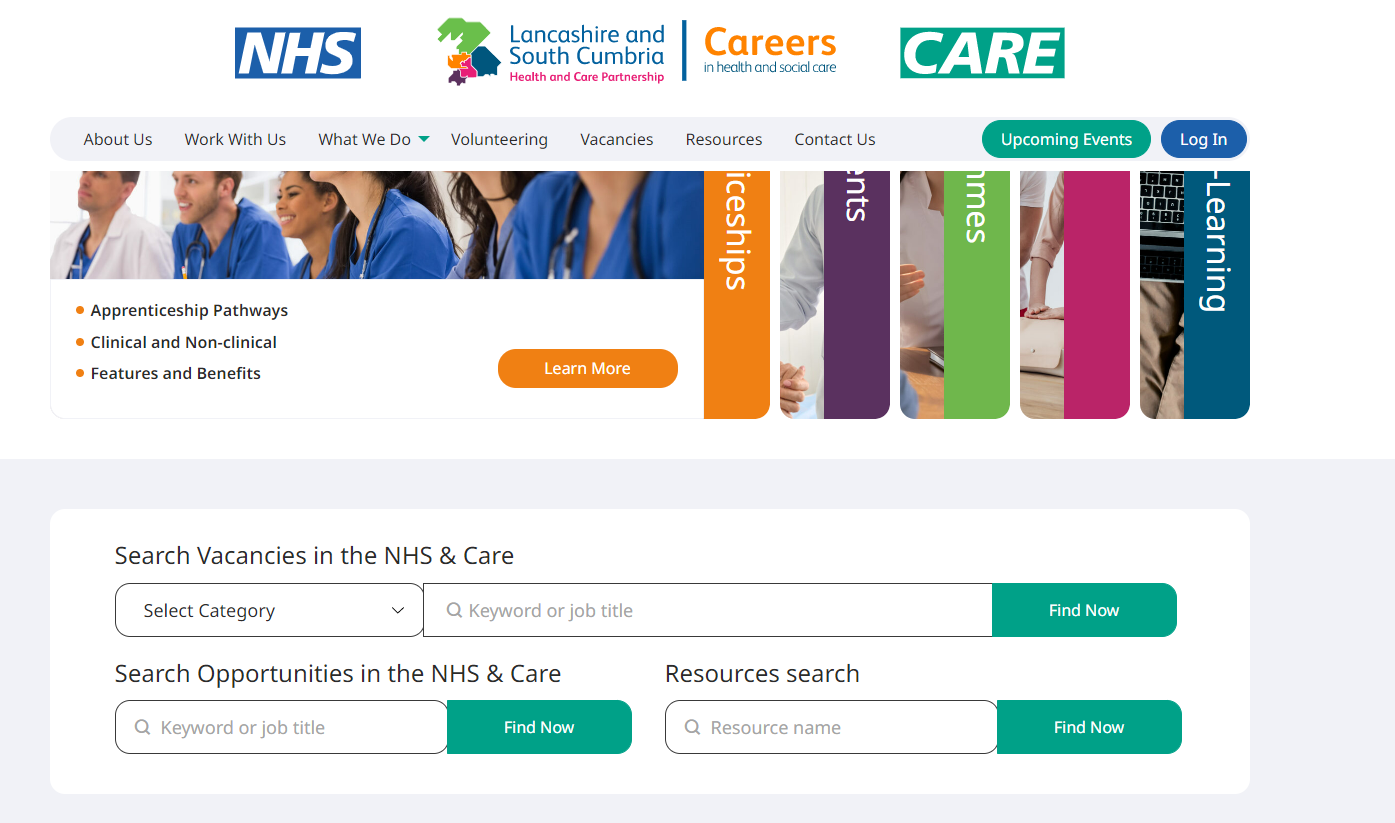 NHS
Lancashire and
South Cumbria
Health and Care Partnership
Careers
in health and social care
CARE
About Us
Work With Us
What We Do
Volunteering
Vacancies
Resources
Contact Us
Upcoming Events
Log In
Apprenticeship Pathways
Clinical and Non-clinical
Features and Benefits
Learn More
iceships
ents
mes
-Learning
Search Vacancies in the NHS & Care
Select Category
Keyword or job title
Find Now
Search Opportunities in the NHS & Care
Keyword or job title
Find Now
Resources search
Resource name
Find Now